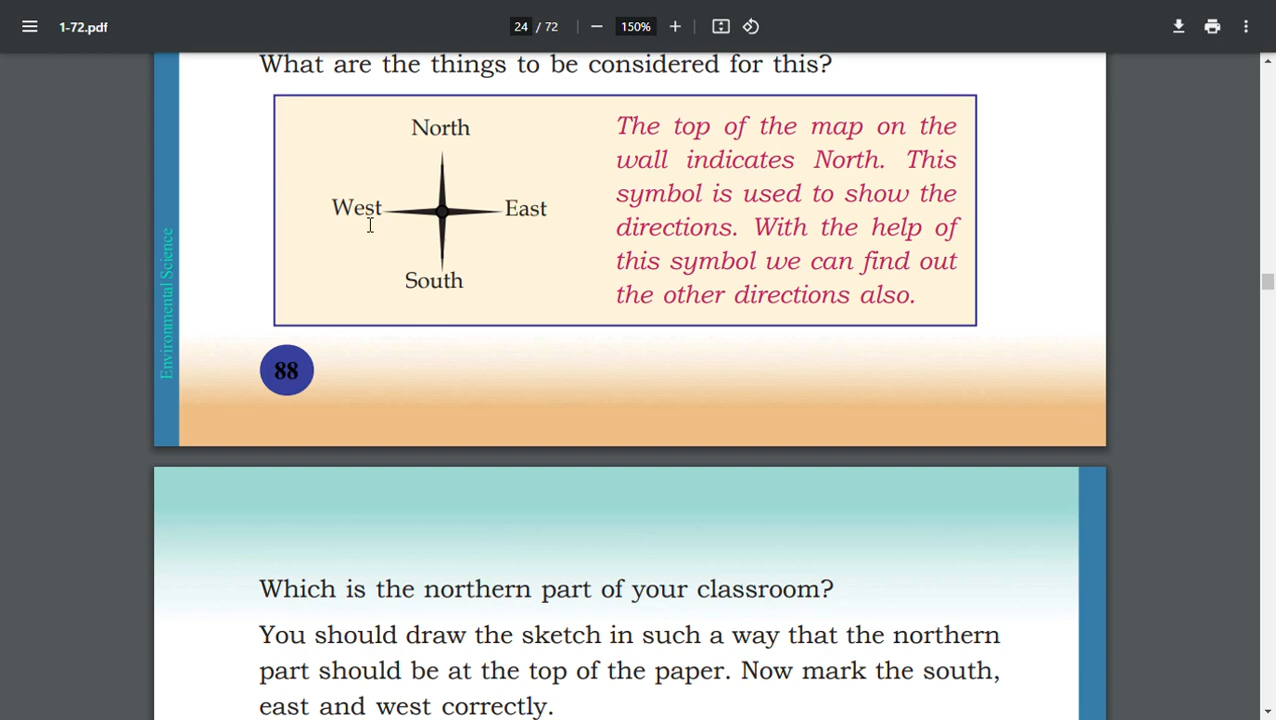 1-72.pdf
24 / 72
150%
What are the things to be considered for this?
North
West
East
South
The top of the map on the
wall indicates North. This
symbol is used to show the
directions. With the help of
this symbol we can find out
the other directions also.
Environmental Science
88
Which is the northern part of your classroom?
You should draw the sketch in such a way that the northern
part should be at the top of the paper. Now mark the south,
east and west correctly.